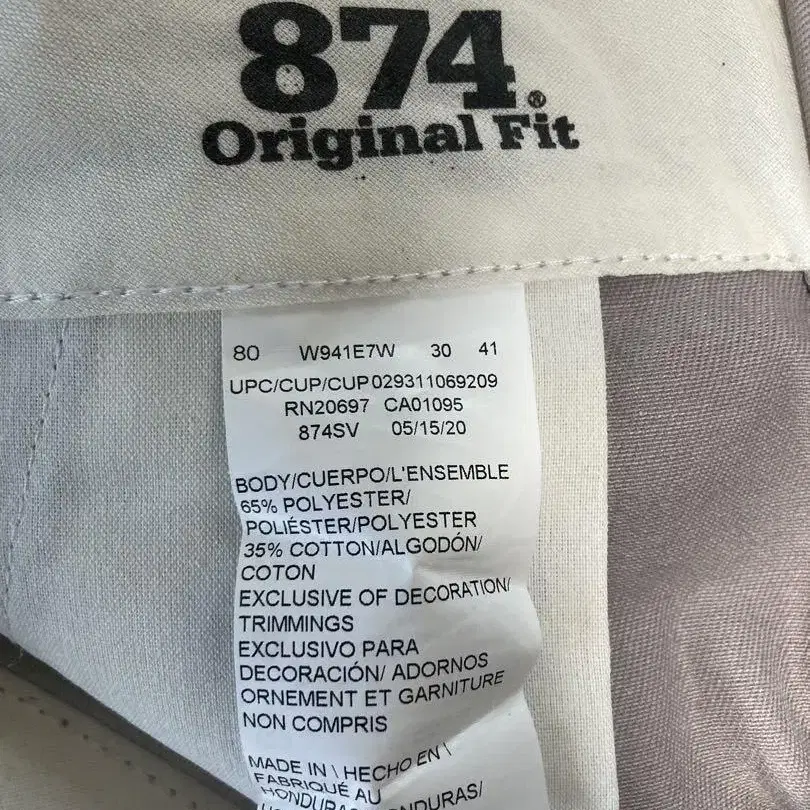 874®
Original Fit
80 W941E7W 30 41
UPC/CUP/CUP 029311069209
RN20697 CA01095
874SV 05/15/20
BODY/CUERPO/L'ENSEMBLE
65% POLYESTER/
POLIÉSTER/POLYESTER
35% COTTON/ALGODÓN/
COTON
EXCLUSIVE OF DECORATION/
TRIMMINGS
EXCLUSIVO PARA
DECORACIÓN/ ADORNOS
ORNEMENT ET GARNITURE
NON COMPRIS
MADE IN \ HECHO EN \
FABRIQUÉ AU
HONDURAS/